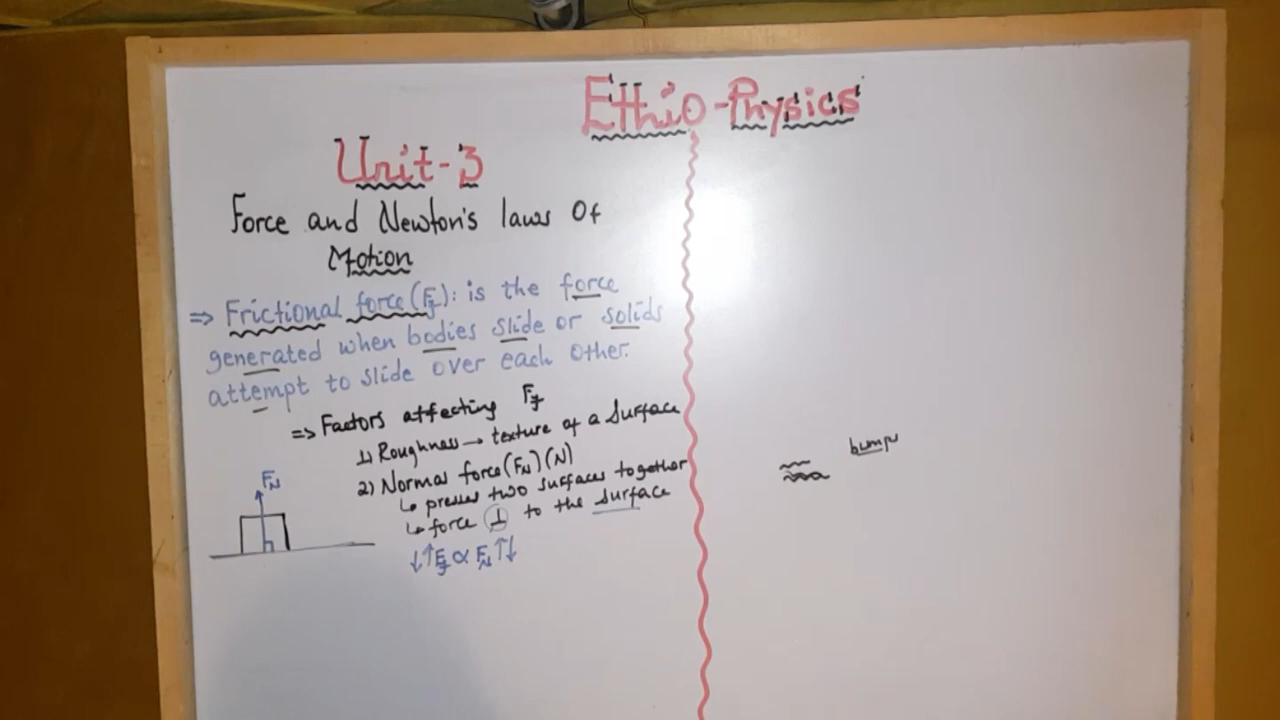 Ethio-Physics
Unit-3
Force and Newton's laws Of
Motion
⇒ Frictional force (Ff): is the force
generated when bodies slide or solids
attempt to slide over each other.
⇒ Factors affecting Ff
1) Roughness → texture of a surface
2) Normal force (FN) (N)
↳ presses two surfaces together
↳ force ⊥ to the surface
↓↑Ff ∝ FN↑↓
FN
bumps